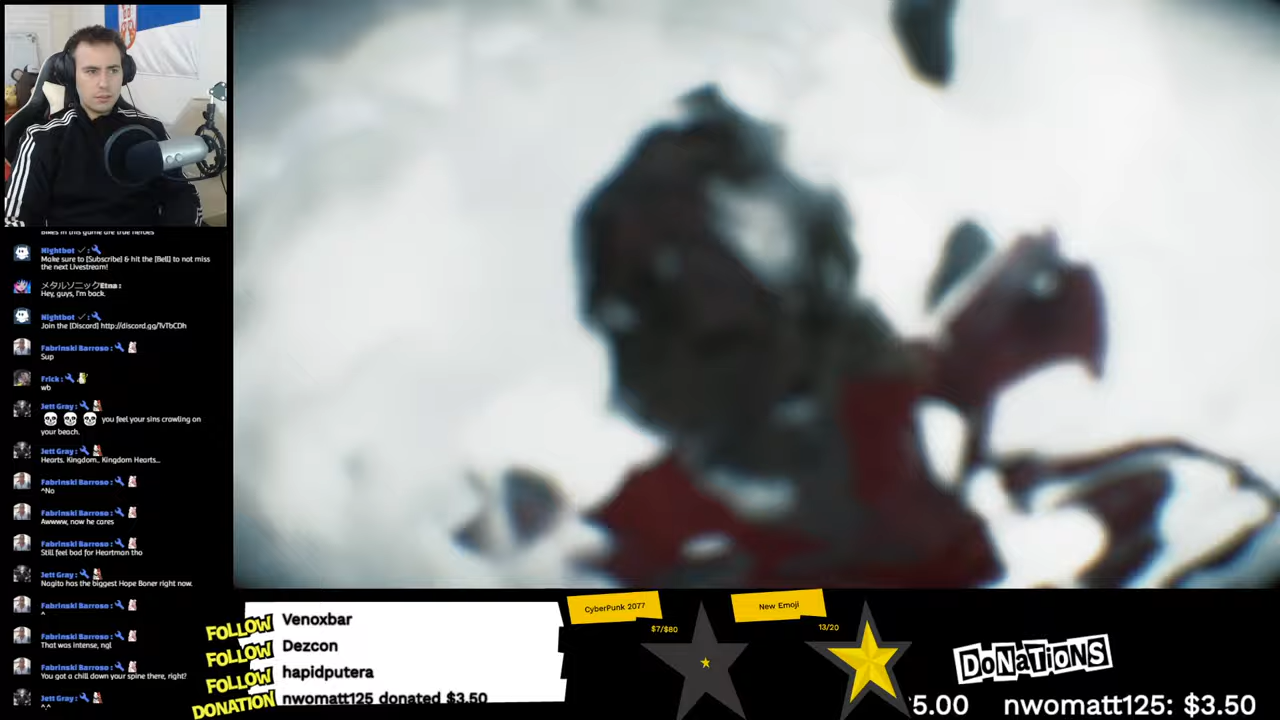 Bikes in this game are true heroes
Nightbot ✓ :
Make sure to [Subscribe] & hit the [Bell] to not miss
the next Livestream!
メタルソニックEtna :
Hey, guys, I'm back.
Nightbot ✓ :
Join the [Discord] http://discord.gg/TvTbCDh
Fabrinski Barroso :
Sup
Frick :
wb
Jett Gray :
you feel your sins crawling on
your beach.
Jett Gray :
Hearts. Kingdom.. Kingdom Hearts...
Fabrinski Barroso :
^No
Fabrinski Barroso :
Awwww, now he cares
Fabrinski Barroso :
Still feel bad for Heartman tho
Jett Gray :
Nagito has the biggest Hope Boner right now.
Fabrinski Barroso :
^
Fabrinski Barroso :
That was intense, ngl
Fabrinski Barroso :
You got a chill down your spine there, right?
Jett Gray :
^^
FOLLOW Venoxbar
FOLLOW Dezcon
FOLLOW hapidputera
DONATION nwomatt125 donated $3.50
CyberPunk 2077
$7/$80
New Emoji
13/20
DONATIONS
5.00 nwomatt125: $3.50